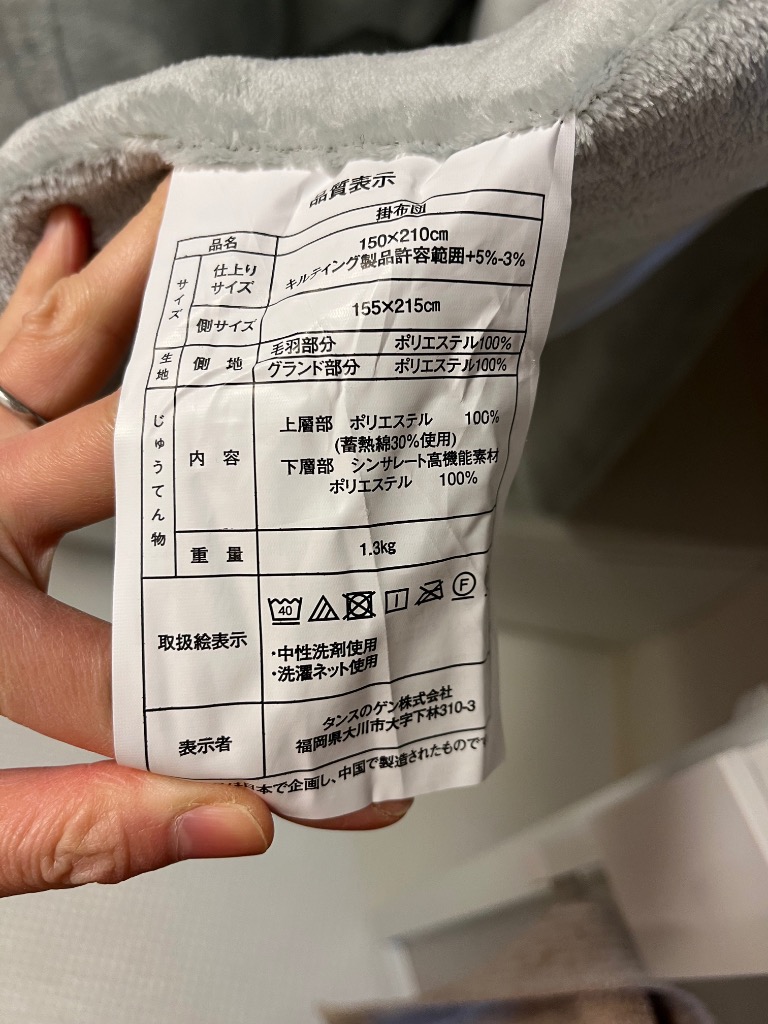 品質表示
品名 掛布団
サイズ 仕上りサイズ 150×210cm
キルティング製品許容範囲+5%-3%
側サイズ 155×215cm
生地 側 地 毛羽部分 ポリエステル100%
グランド部分 ポリエステル100%
じゅうてん物 内 容 上層部 ポリエステル 100%
(蓄熱綿30%使用)
下層部 シンサレート高機能素材
ポリエステル 100%
重 量 1.3kg
取扱絵表示 40 F
・中性洗剤使用
・洗濯ネット使用
表示者 タンスのゲン株式会社
福岡県大川市大字下林310-3
本で企画し、中国で製造されたものです